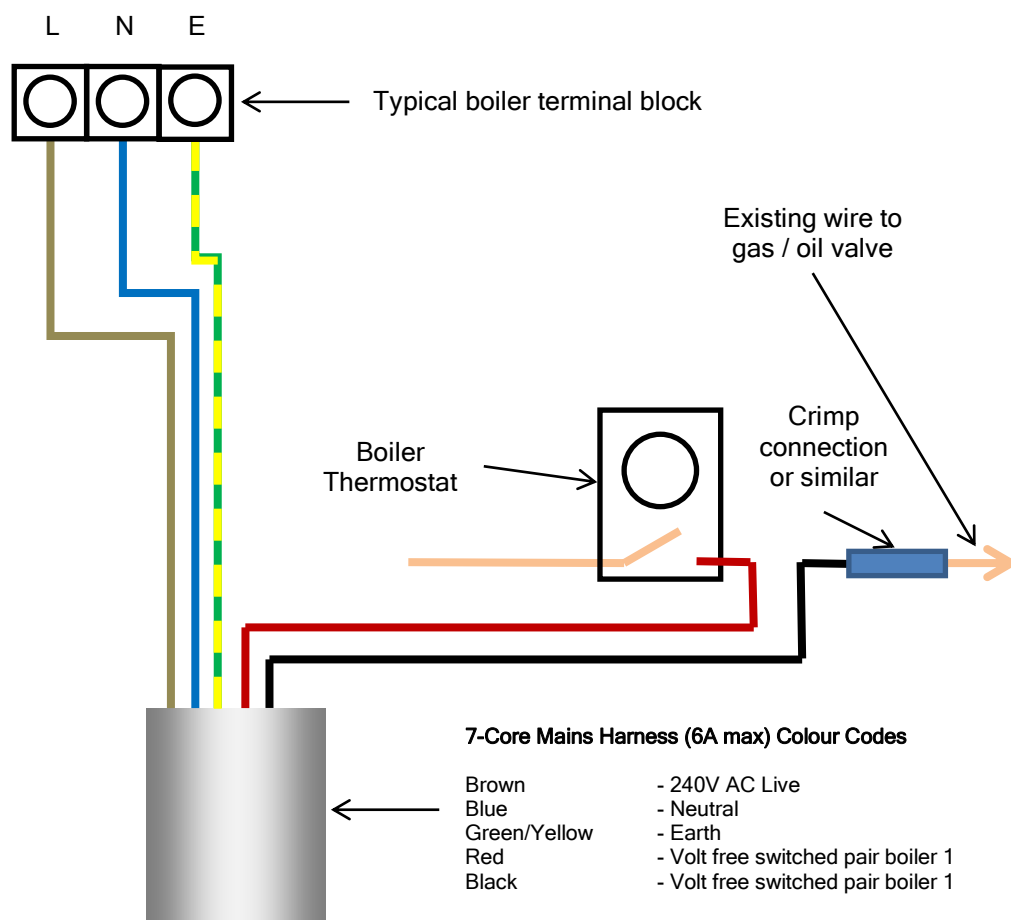 L N E
Typical boiler terminal block
Existing wire to
gas / oil valve
Crimp
connection
or similar
Boiler
Thermostat
7-Core Mains Harness (6A max) Colour Codes
Brown - 240V AC Live
Blue - Neutral
Green/Yellow - Earth
Red - Volt free switched pair boiler 1
Black - Volt free switched pair boiler 1